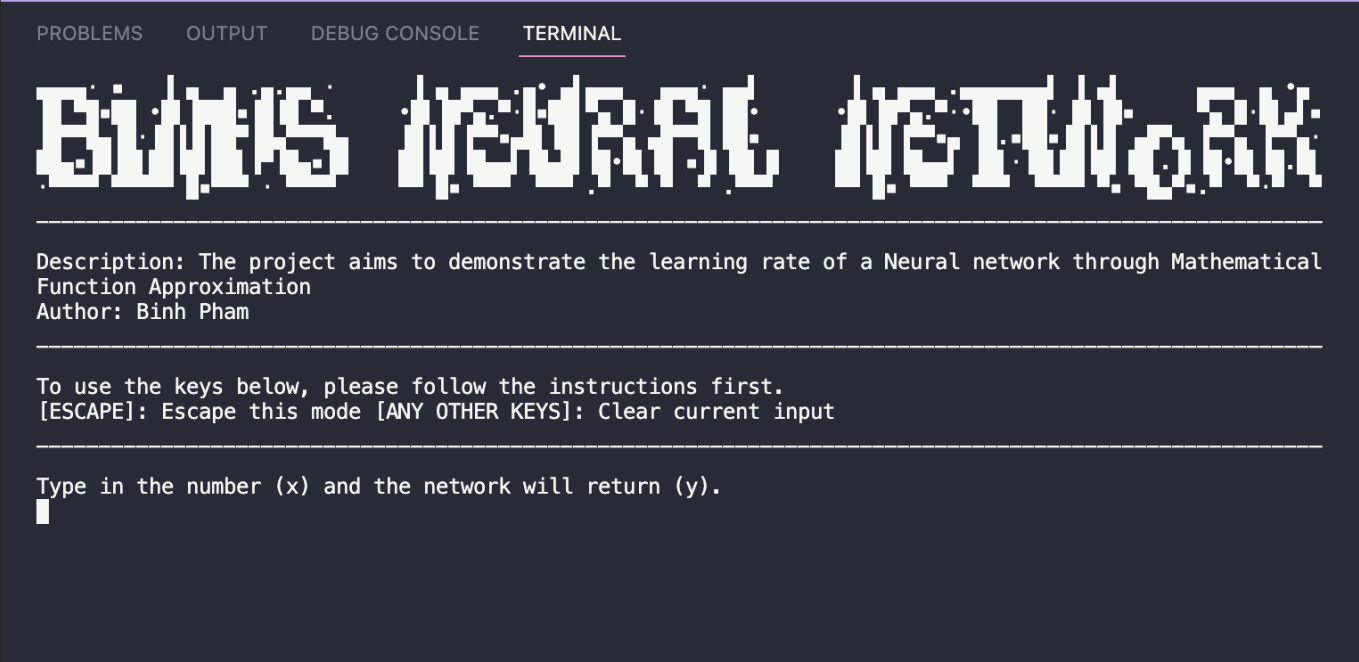 PROBLEMS OUTPUT DEBUG CONSOLE TERMINAL
BINHS NEURAL NETWORK
Description: The project aims to demonstrate the learning rate of a Neural network through Mathematical
Function Approximation
Author: Binh Pham
To use the keys below, please follow the instructions first.
[ESCAPE]: Escape this mode [ANY OTHER KEYS]: Clear current input
Type in the number (x) and the network will return (y).